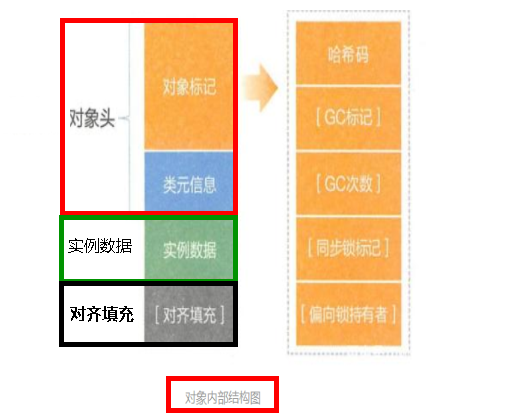 对象头
对象标记
类元信息
实例数据
实例数据
对齐填充
[ 对齐填充 ]
哈希码
[ GC标记 ]
[ GC次数 ]
[ 同步锁标记 ]
[ 偏向锁持有者 ]
对象内部结构图